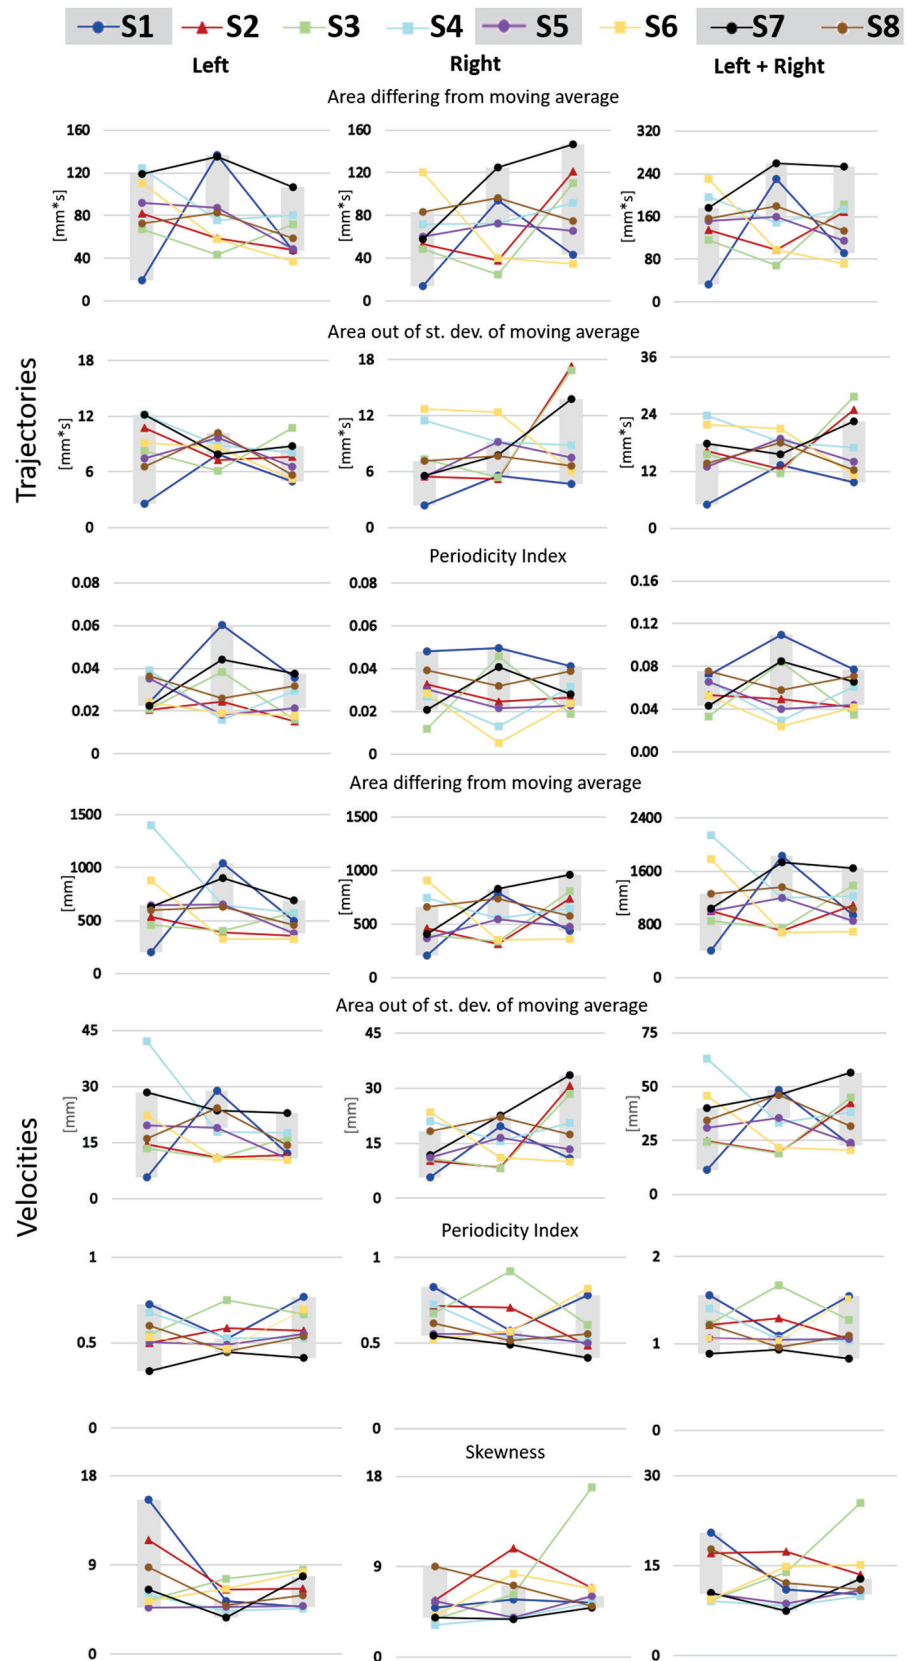 S1 S2 S3 S4 S5 S6 S7 S8
Left Right Left + Right
Area differing from moving average
160 160 320
120 120 240
80 80 160
40 40 80
0 0 0
[mm*s] [mm*s] [mm*s]
Trajectories
Area out of st. dev. of moving average
18 18 36
12 12 24
6 6 12
0 0 0
[mm*s] [mm*s] [mm*s]
Periodicity Index
0.08 0.08 0.16
0.06 0.06 0.12
0.04 0.04 0.08
0.02 0.02 0.04
0 0 0.00
Area differing from moving average
1500 1500 2400
1000 1000 1600
500 500 800
0 0 0
[mm] [mm] [mm]
Velocities
Area out of st. dev. of moving average
45 45 75
30 30 50
15 15 25
0 0 0
[mm] [mm] [mm]
Periodicity Index
1 1 2
0.5 0.5 1
0 0 0
Skewness
18 18 30
9 9 15
0 0 0